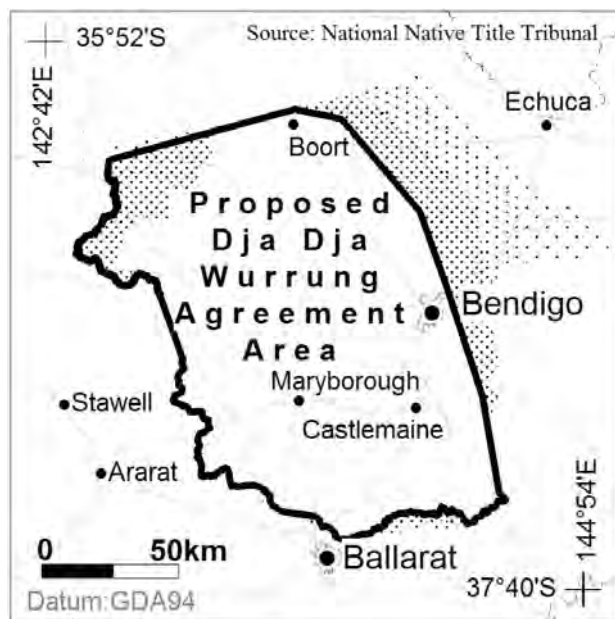 35°52'S
Source: National Native Title Tribunal
142°42'E
Echuca
Boort
Proposed
Dja Dja
Wurrung
Agreement
Area
Bendigo
Maryborough
Stawell
Castlemaine
Ararat
144°54'
0 50km
Ballarat
37°40'S
Datum:GDA94